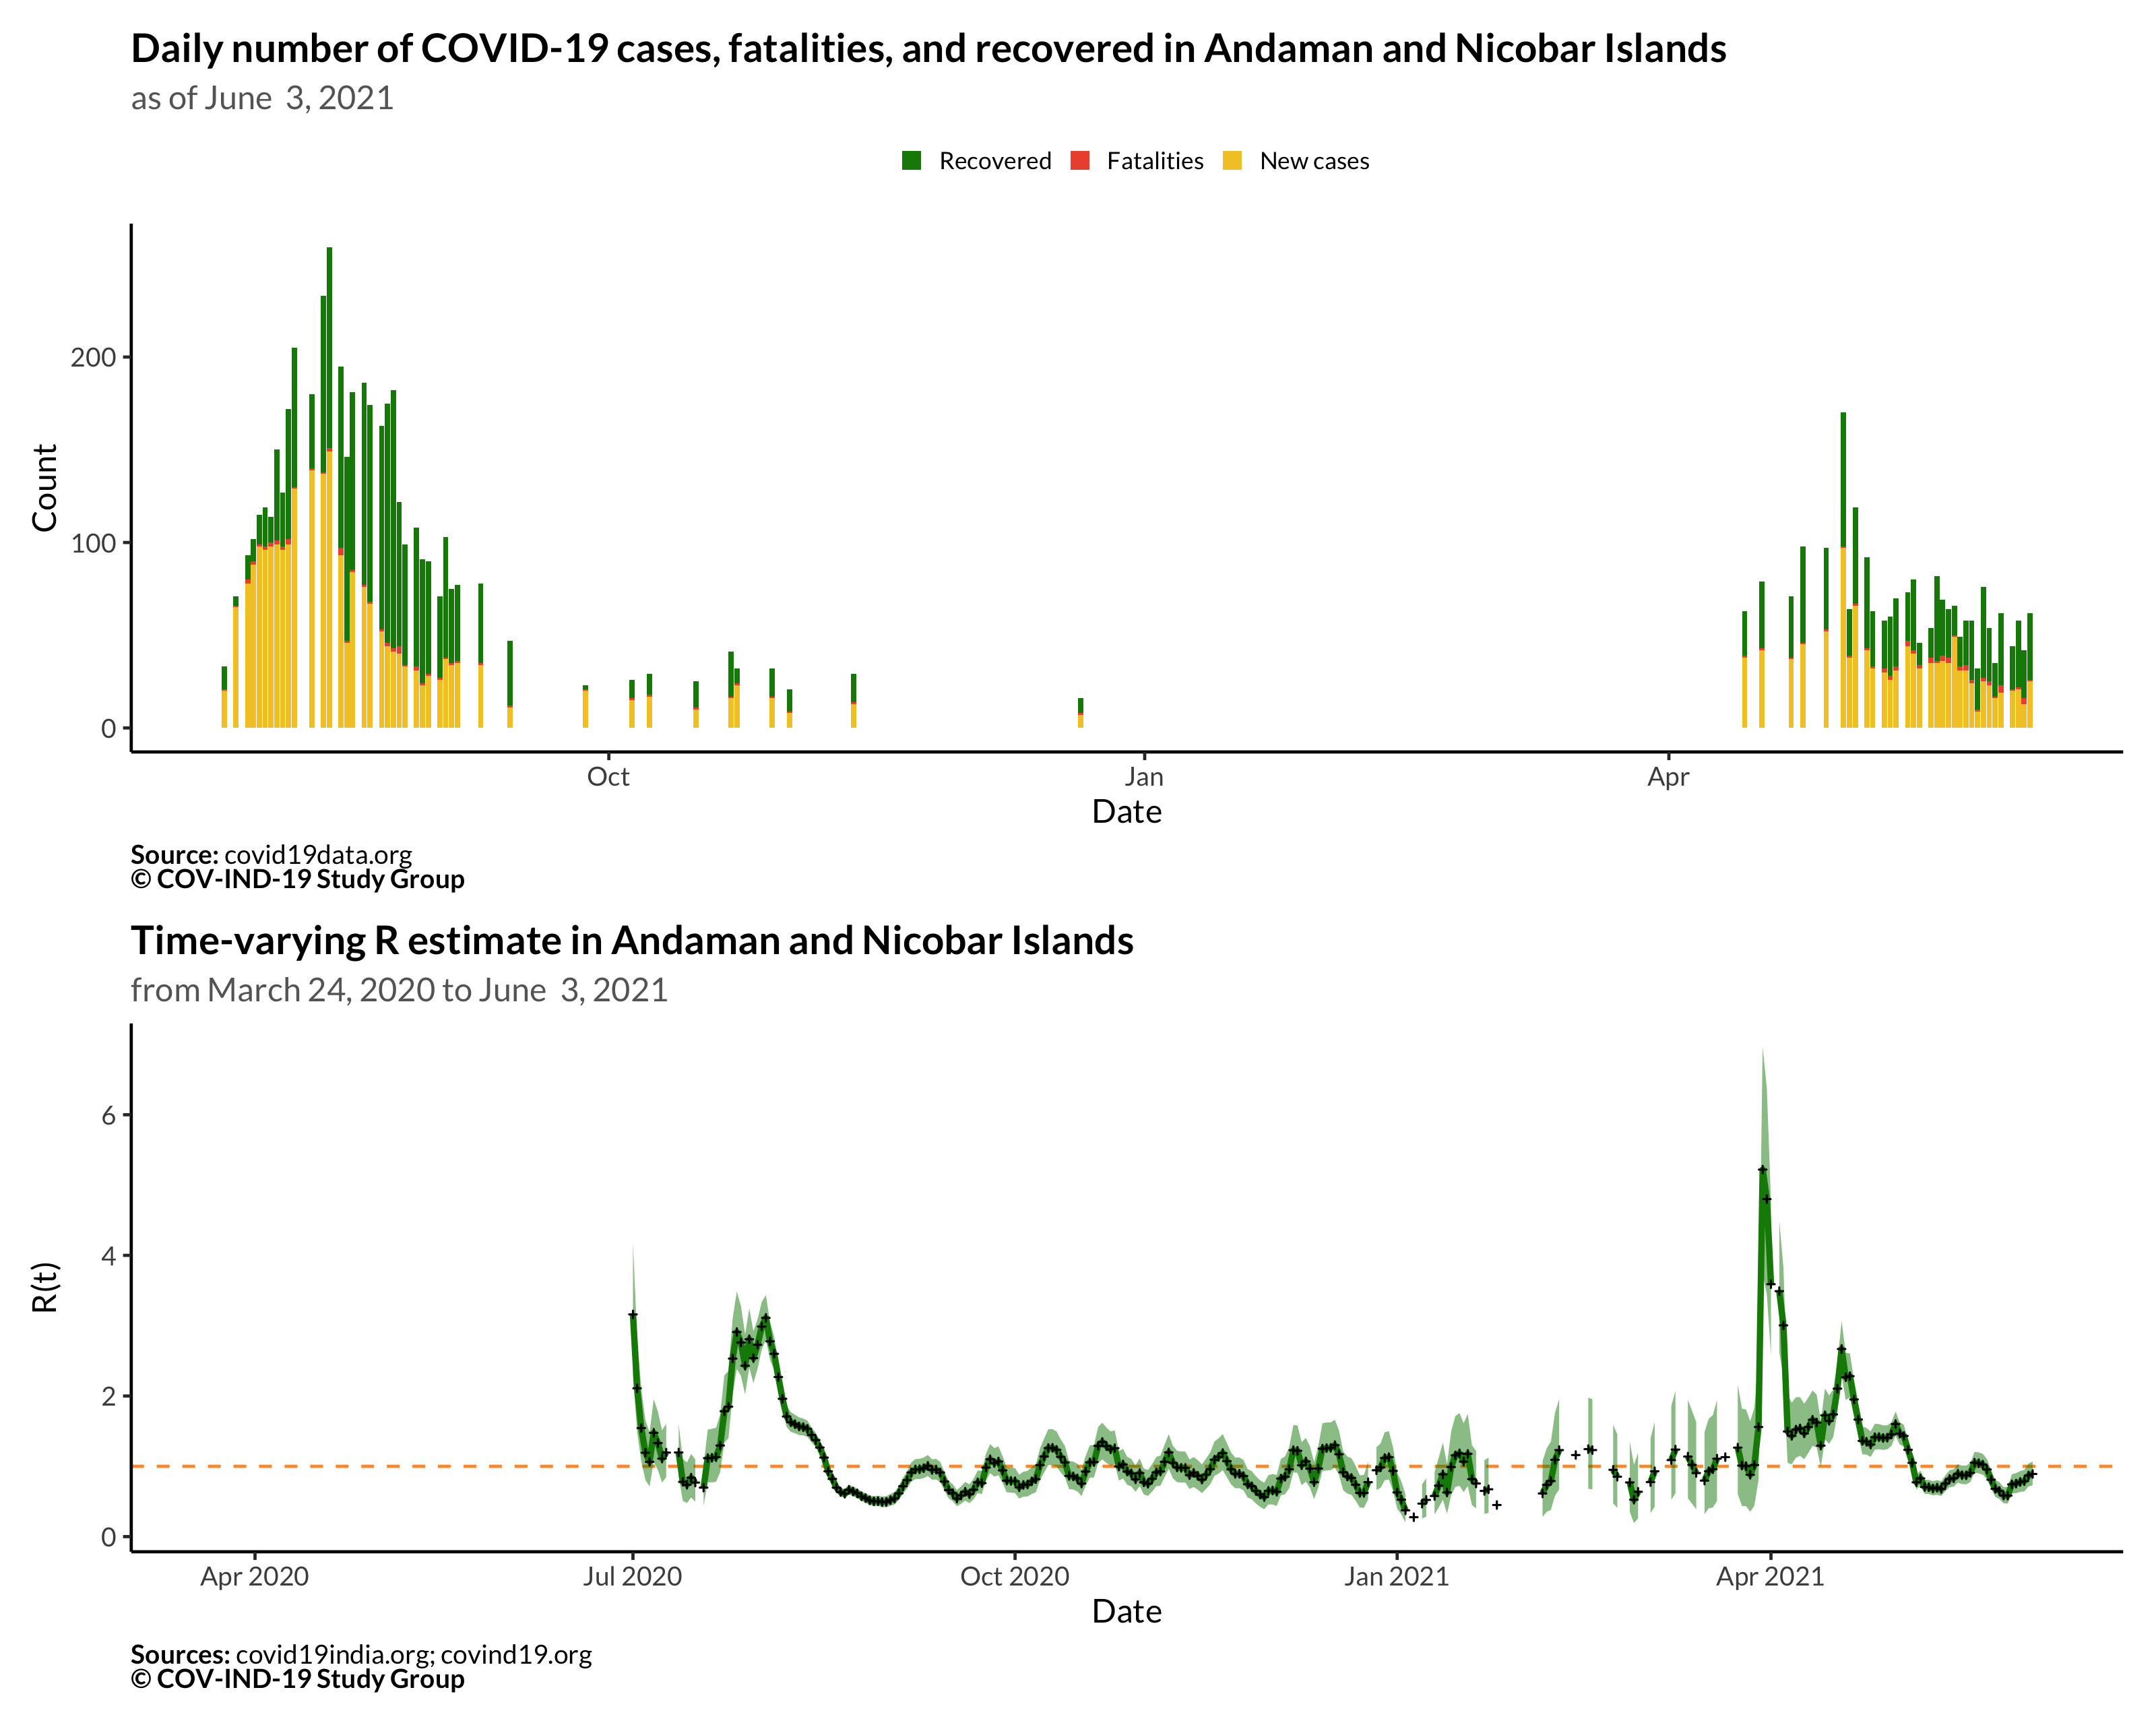 Daily number of COVID-19 cases, fatalities, and recovered in Andaman and Nicobar Islands
as of June  3, 2021
Recovered Fatalities New cases
200
100
0
Count
Oct Jan Apr
Date
Source: covid19data.org
© COV-IND-19 Study Group
Time-varying R estimate in Andaman and Nicobar Islands
from March 24, 2020 to June  3, 2021
6
4
2
0
R(t)
Apr 2020 Jul 2020 Oct 2020 Jan 2021 Apr 2021
Date
Sources: covid19india.org; covind19.org
© COV-IND-19 Study Group